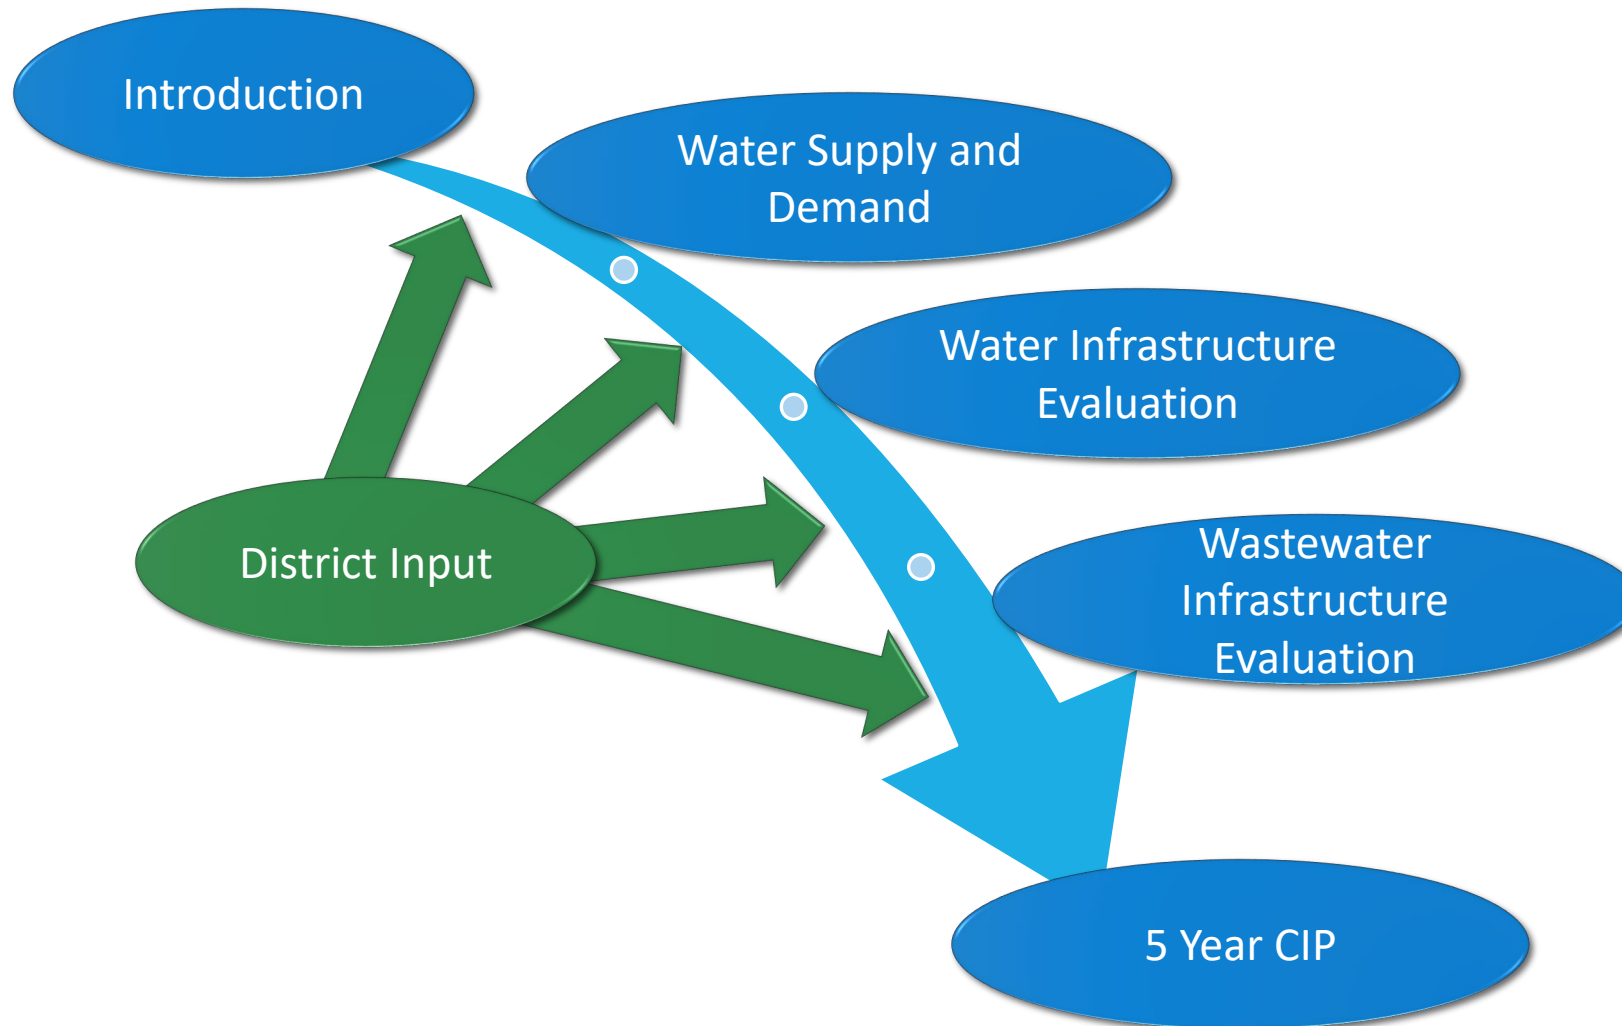 Introduction
Water Supply and
Demand
Water Infrastructure
Evaluation
District Input
Wastewater
Infrastructure
Evaluation
5 Year CIP